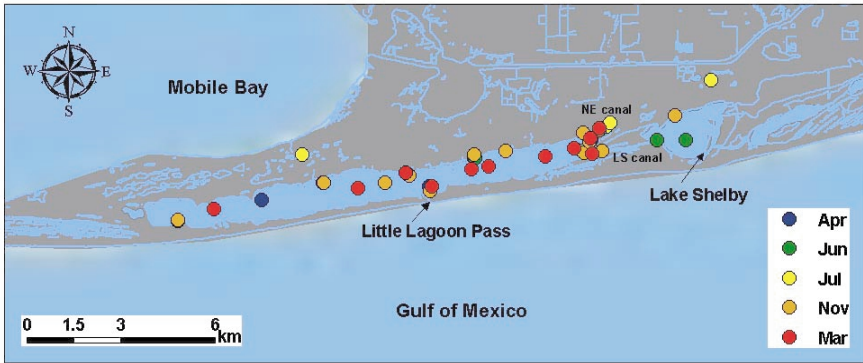 N
W E
S
Mobile Bay
NE canal
LS canal
Lake Shelby
Little Lagoon Pass
Gulf of Mexico
Apr
Jun
Jul
Nov
Mar
0 1.5 3 6
km